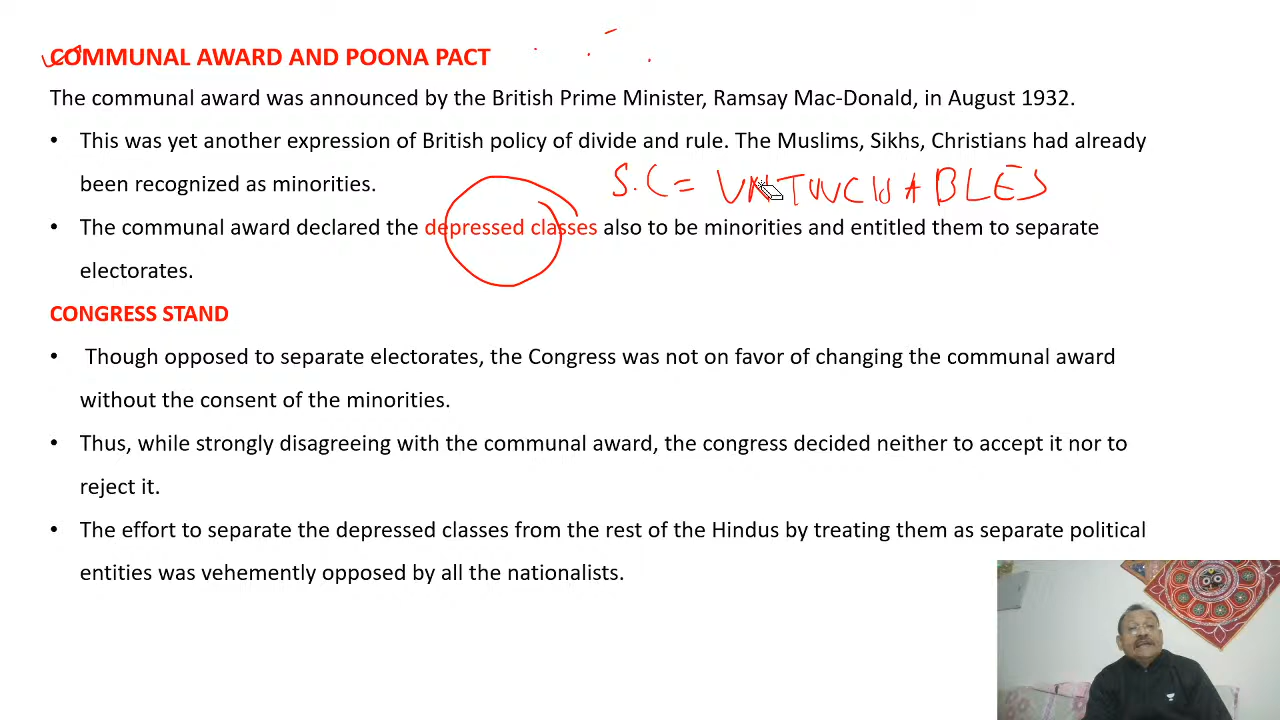 COMMUNAL AWARD AND POONA PACT
The communal award was announced by the British Prime Minister, Ramsay Mac-Donald, in August 1932.
• This was yet another expression of British policy of divide and rule. The Muslims, Sikhs, Christians had already
been recognized as minorities.
S.C = UNTOUCHABLES
• The communal award declared the depressed classes also to be minorities and entitled them to separate
electorates.
CONGRESS STAND
• Though opposed to separate electorates, the Congress was not on favor of changing the communal award
without the consent of the minorities.
• Thus, while strongly disagreeing with the communal award, the congress decided neither to accept it nor to
reject it.
• The effort to separate the depressed classes from the rest of the Hindus by treating them as separate political
entities was vehemently opposed by all the nationalists.